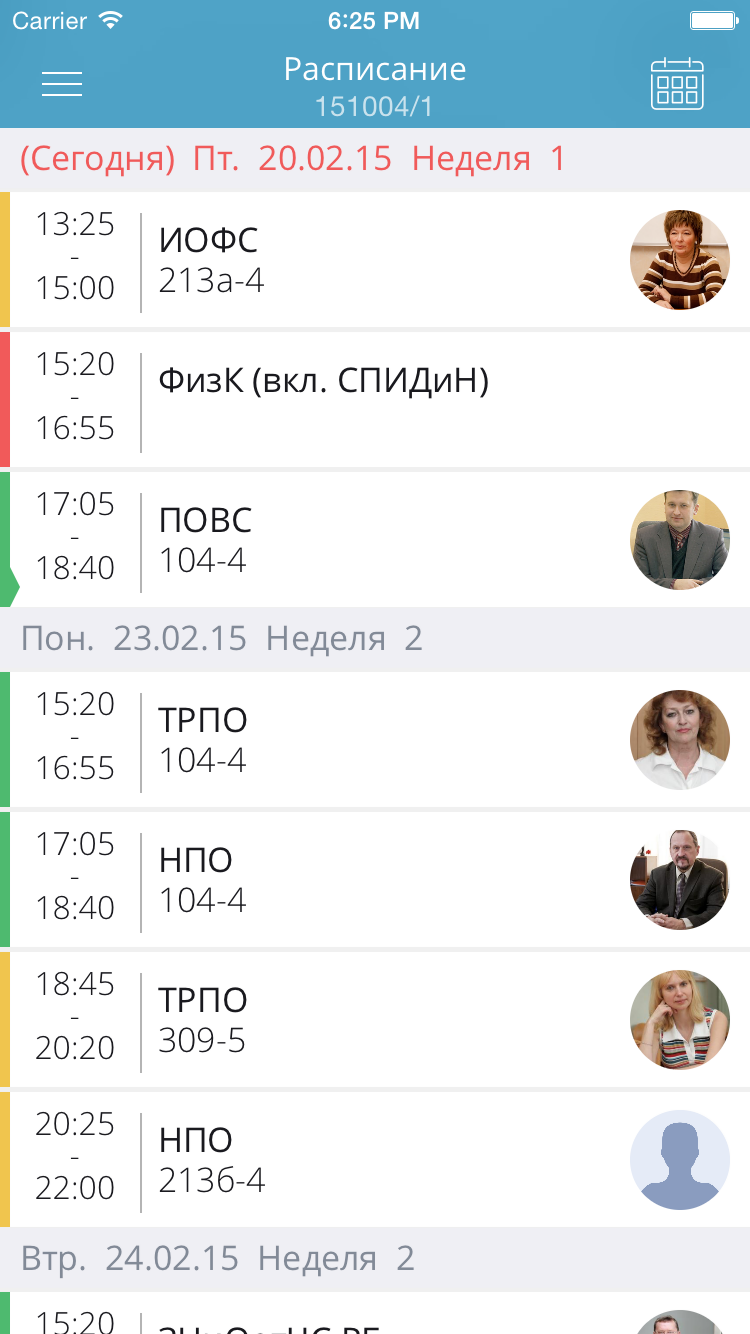 Carrier 6:25 PM
Расписание
151004/1
(Сегодня) Пт. 20.02.15 Неделя 1
13:25
-
15:00
ИОФС
213а-4
15:20
-
16:55
ФизК (вкл. СПИДиН)
17:05
-
18:40
ПОВС
104-4
Пон. 23.02.15 Неделя 2
15:20
-
16:55
ТРПО
104-4
17:05
-
18:40
НПО
104-4
18:45
-
20:20
ТРПО
309-5
20:25
-
22:00
НПО
213б-4
Втр. 24.02.15 Неделя 2
15:20